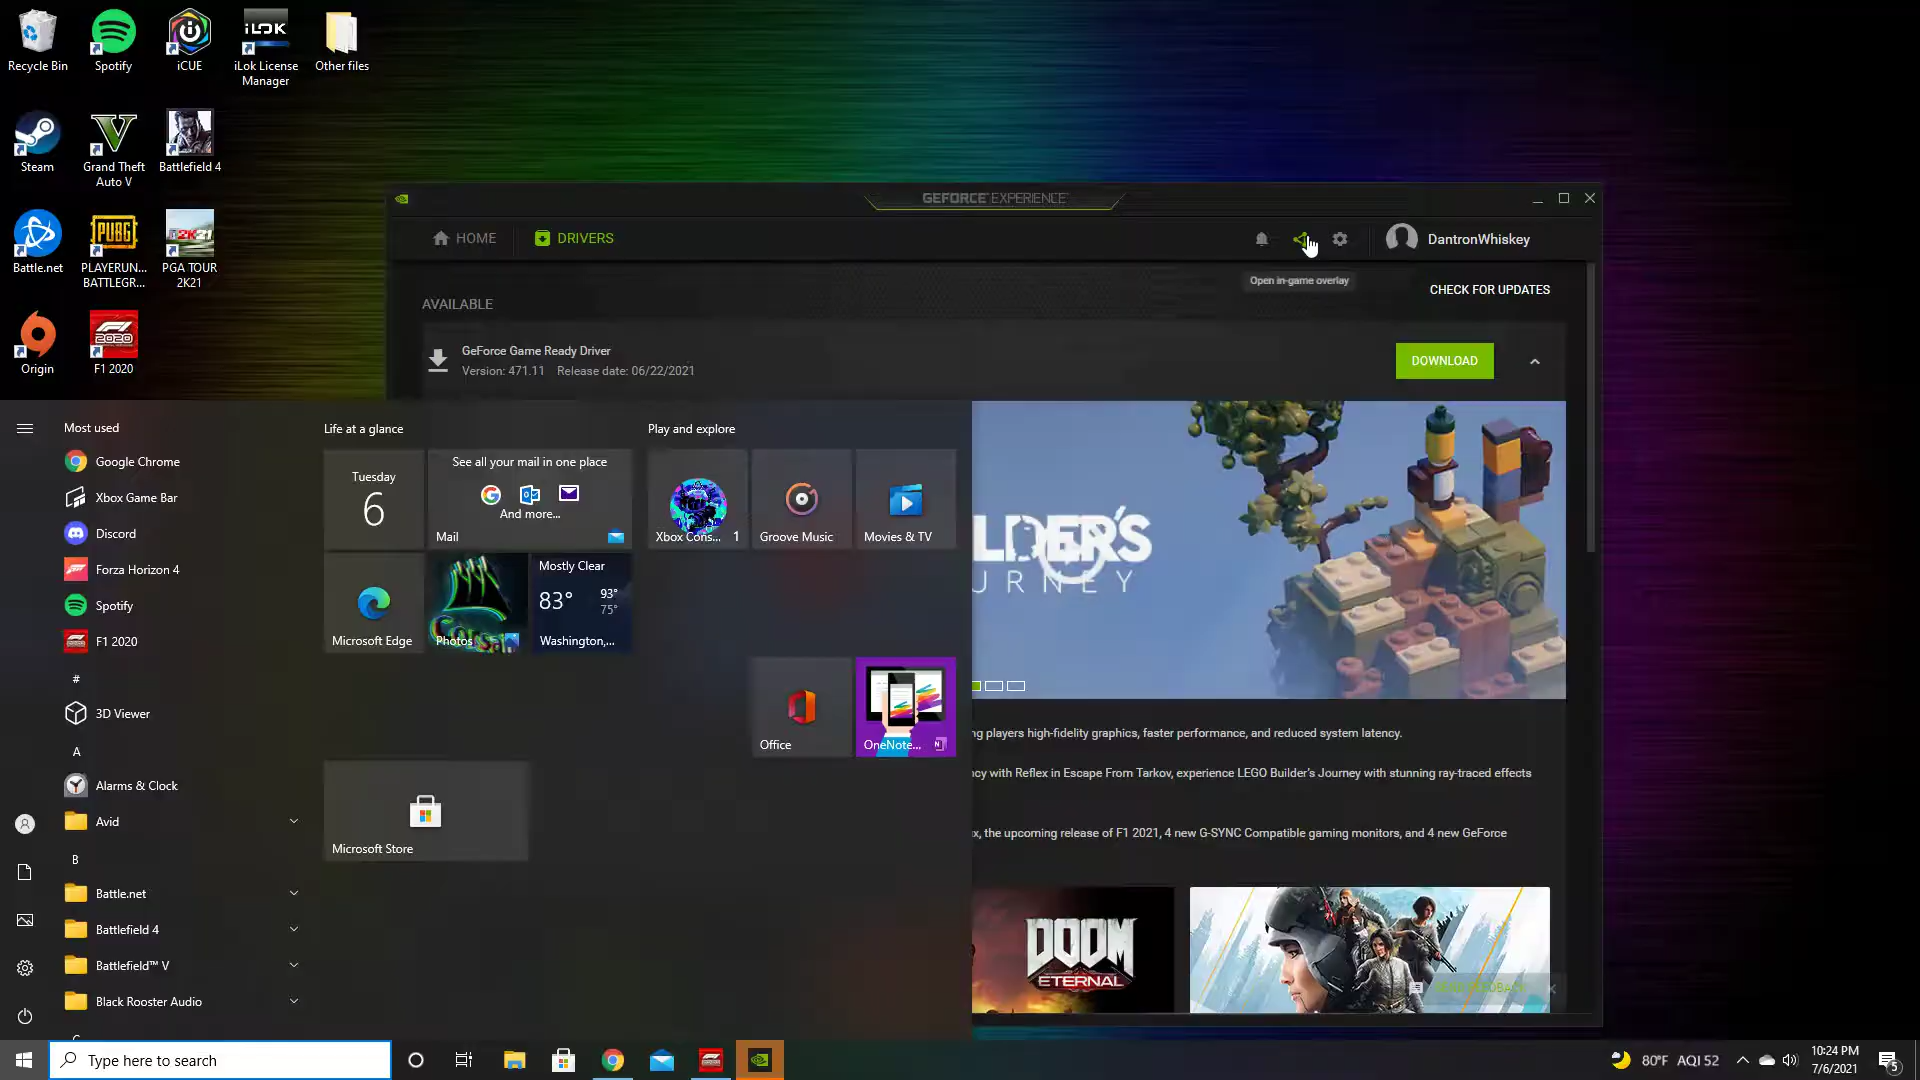 Recycle Bin
Spotify
iCUE
iLOK
iLok License
Manager
Other files
Steam
Grand Theft
Auto V
Battlefield 4
Battle.net
PUBG
PLAYERUN...
BATTLEGR...
2K21
PGA TOUR
2K21
Origin
2020
F1 2020
GEFORCE EXPERIENCE
HOME
DRIVERS
DantronWhiskey
Open in-game overlay
CHECK FOR UPDATES
AVAILABLE
GeForce Game Ready Driver
Version: 471.11 Release date: 06/22/2021
DOWNLOAD
Most used
Google Chrome
Xbox Game Bar
Discord
Forza Horizon 4
Spotify
F1 2020
#
3D Viewer
A
Alarms & Clock
Avid
B
Battle.net
Battlefield 4
Battlefield™ V
Black Rooster Audio
Life at a glance
Tuesday
6
See all your mail in one place
And more...
Mail
Microsoft Edge
Photos
Mostly Clear
83°
93°
75°
Washington,...
Microsoft Store
Play and explore
Xbox Cons...
1
Groove Music
Movies & TV
Office
OneNote...
LDER'S
URNEY
ng players high-fidelity graphics, faster performance, and reduced system latency.
cy with Reflex in Escape From Tarkov, experience LEGO Builder's Journey with stunning ray-traced effects
x, the upcoming release of F1 2021, 4 new G-SYNC Compatible gaming monitors, and 4 new GeForce
DOOM
ETERNAL
Type here to search
80°F AQI 52
10:24 PM
7/6/2021
5